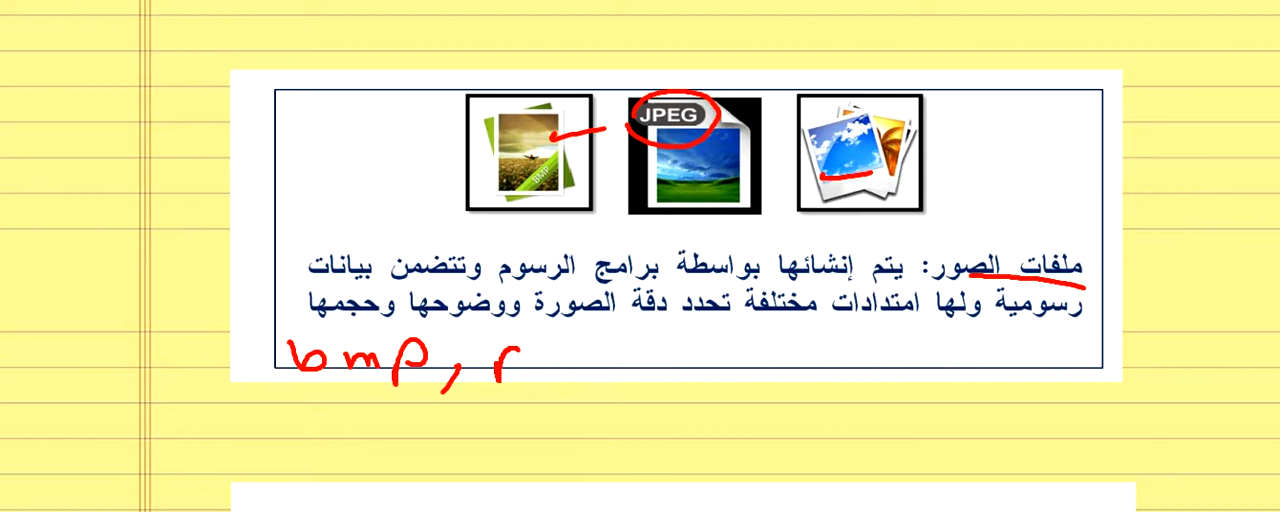 JPEG
BMP
ملفات الصور: يتم إنشائها بواسطة برامج الرسوم وتتضمن بيانات
رسومية ولها امتدادات مختلفة تحدد دقة الصورة ووضوحها وحجمها
bmp, r